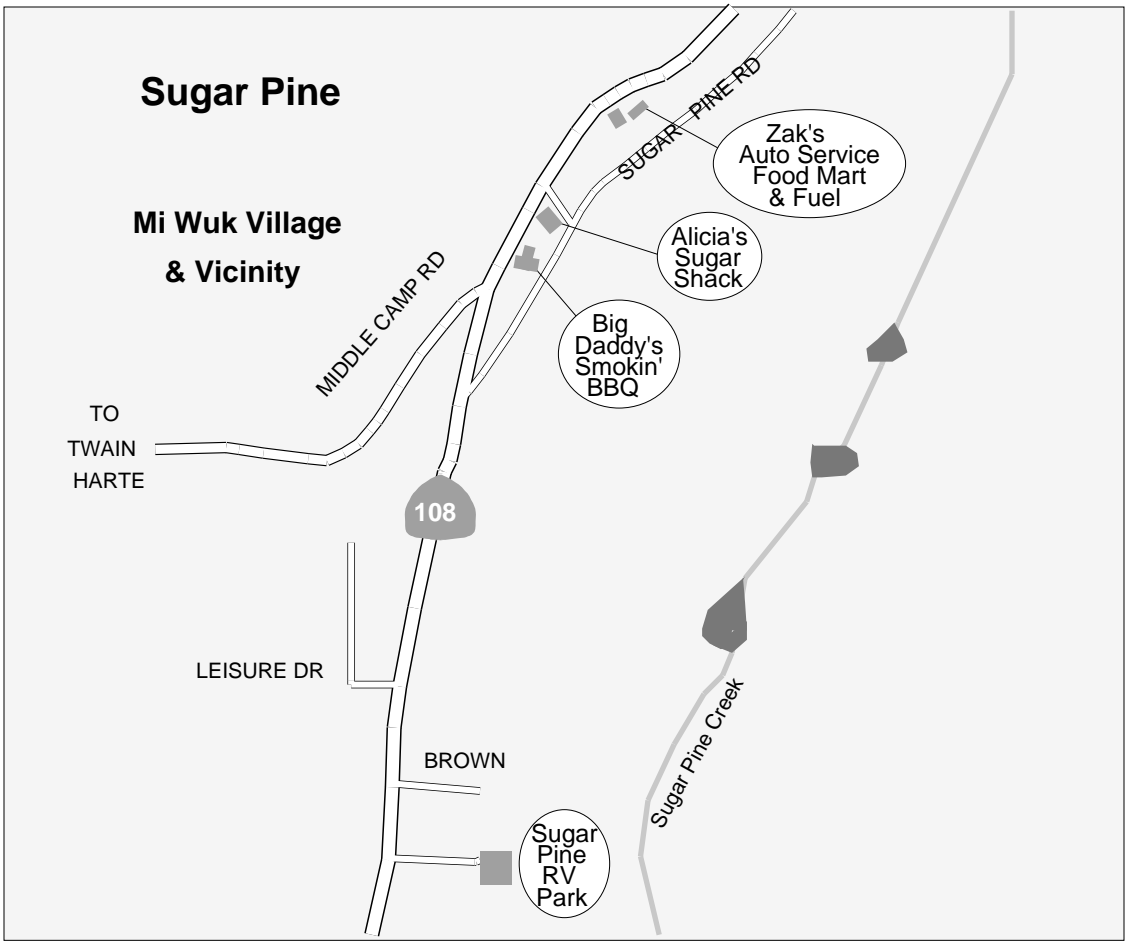 Sugar Pine
Mi Wuk Village
& Vicinity
SUGAR PINE RD
Zak's
Auto Service
Food Mart
& Fuel
Alicia's
Sugar
Shack
MIDDLE CAMP RD
Big
Daddy's
Smokin'
BBQ
TO
TWAIN
HARTE
108
LEISURE DR
BROWN
Sugar Pine Creek
Sugar
Pine
RV
Park